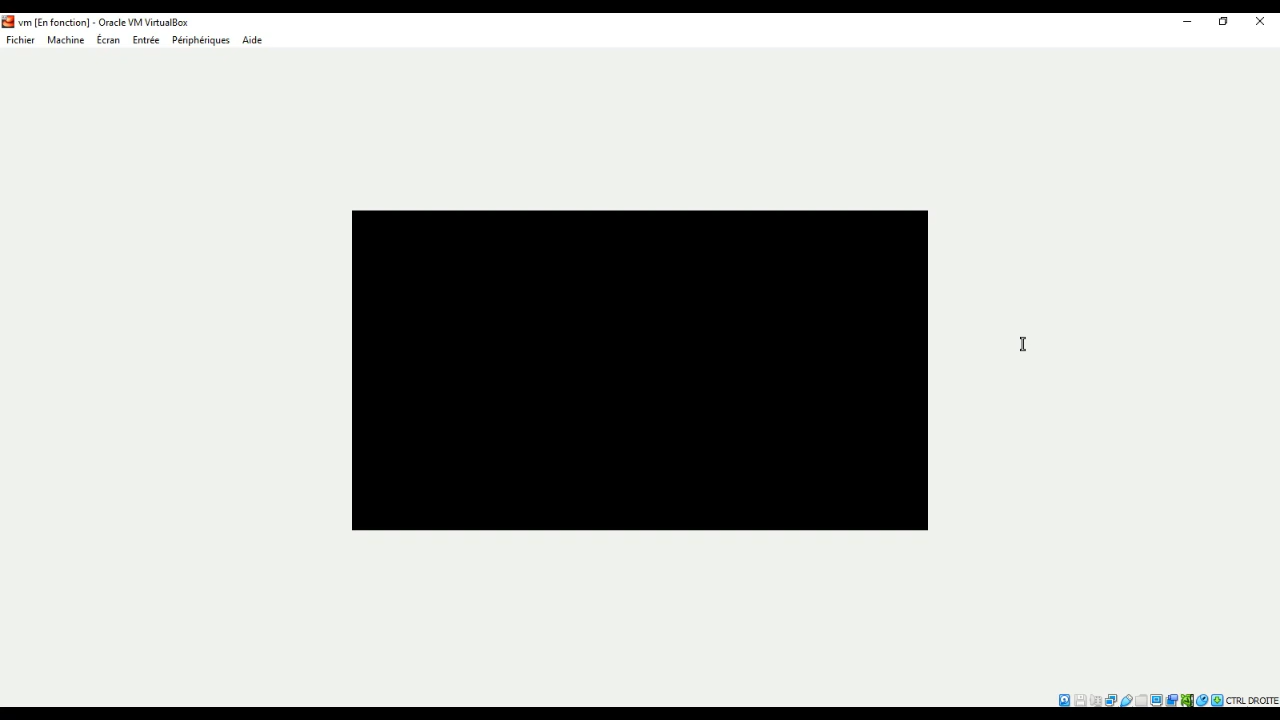 vm [En fonction] - Oracle VM VirtualBox
Fichier Machine Écran Entrée Périphériques Aide
CTRL DROITE